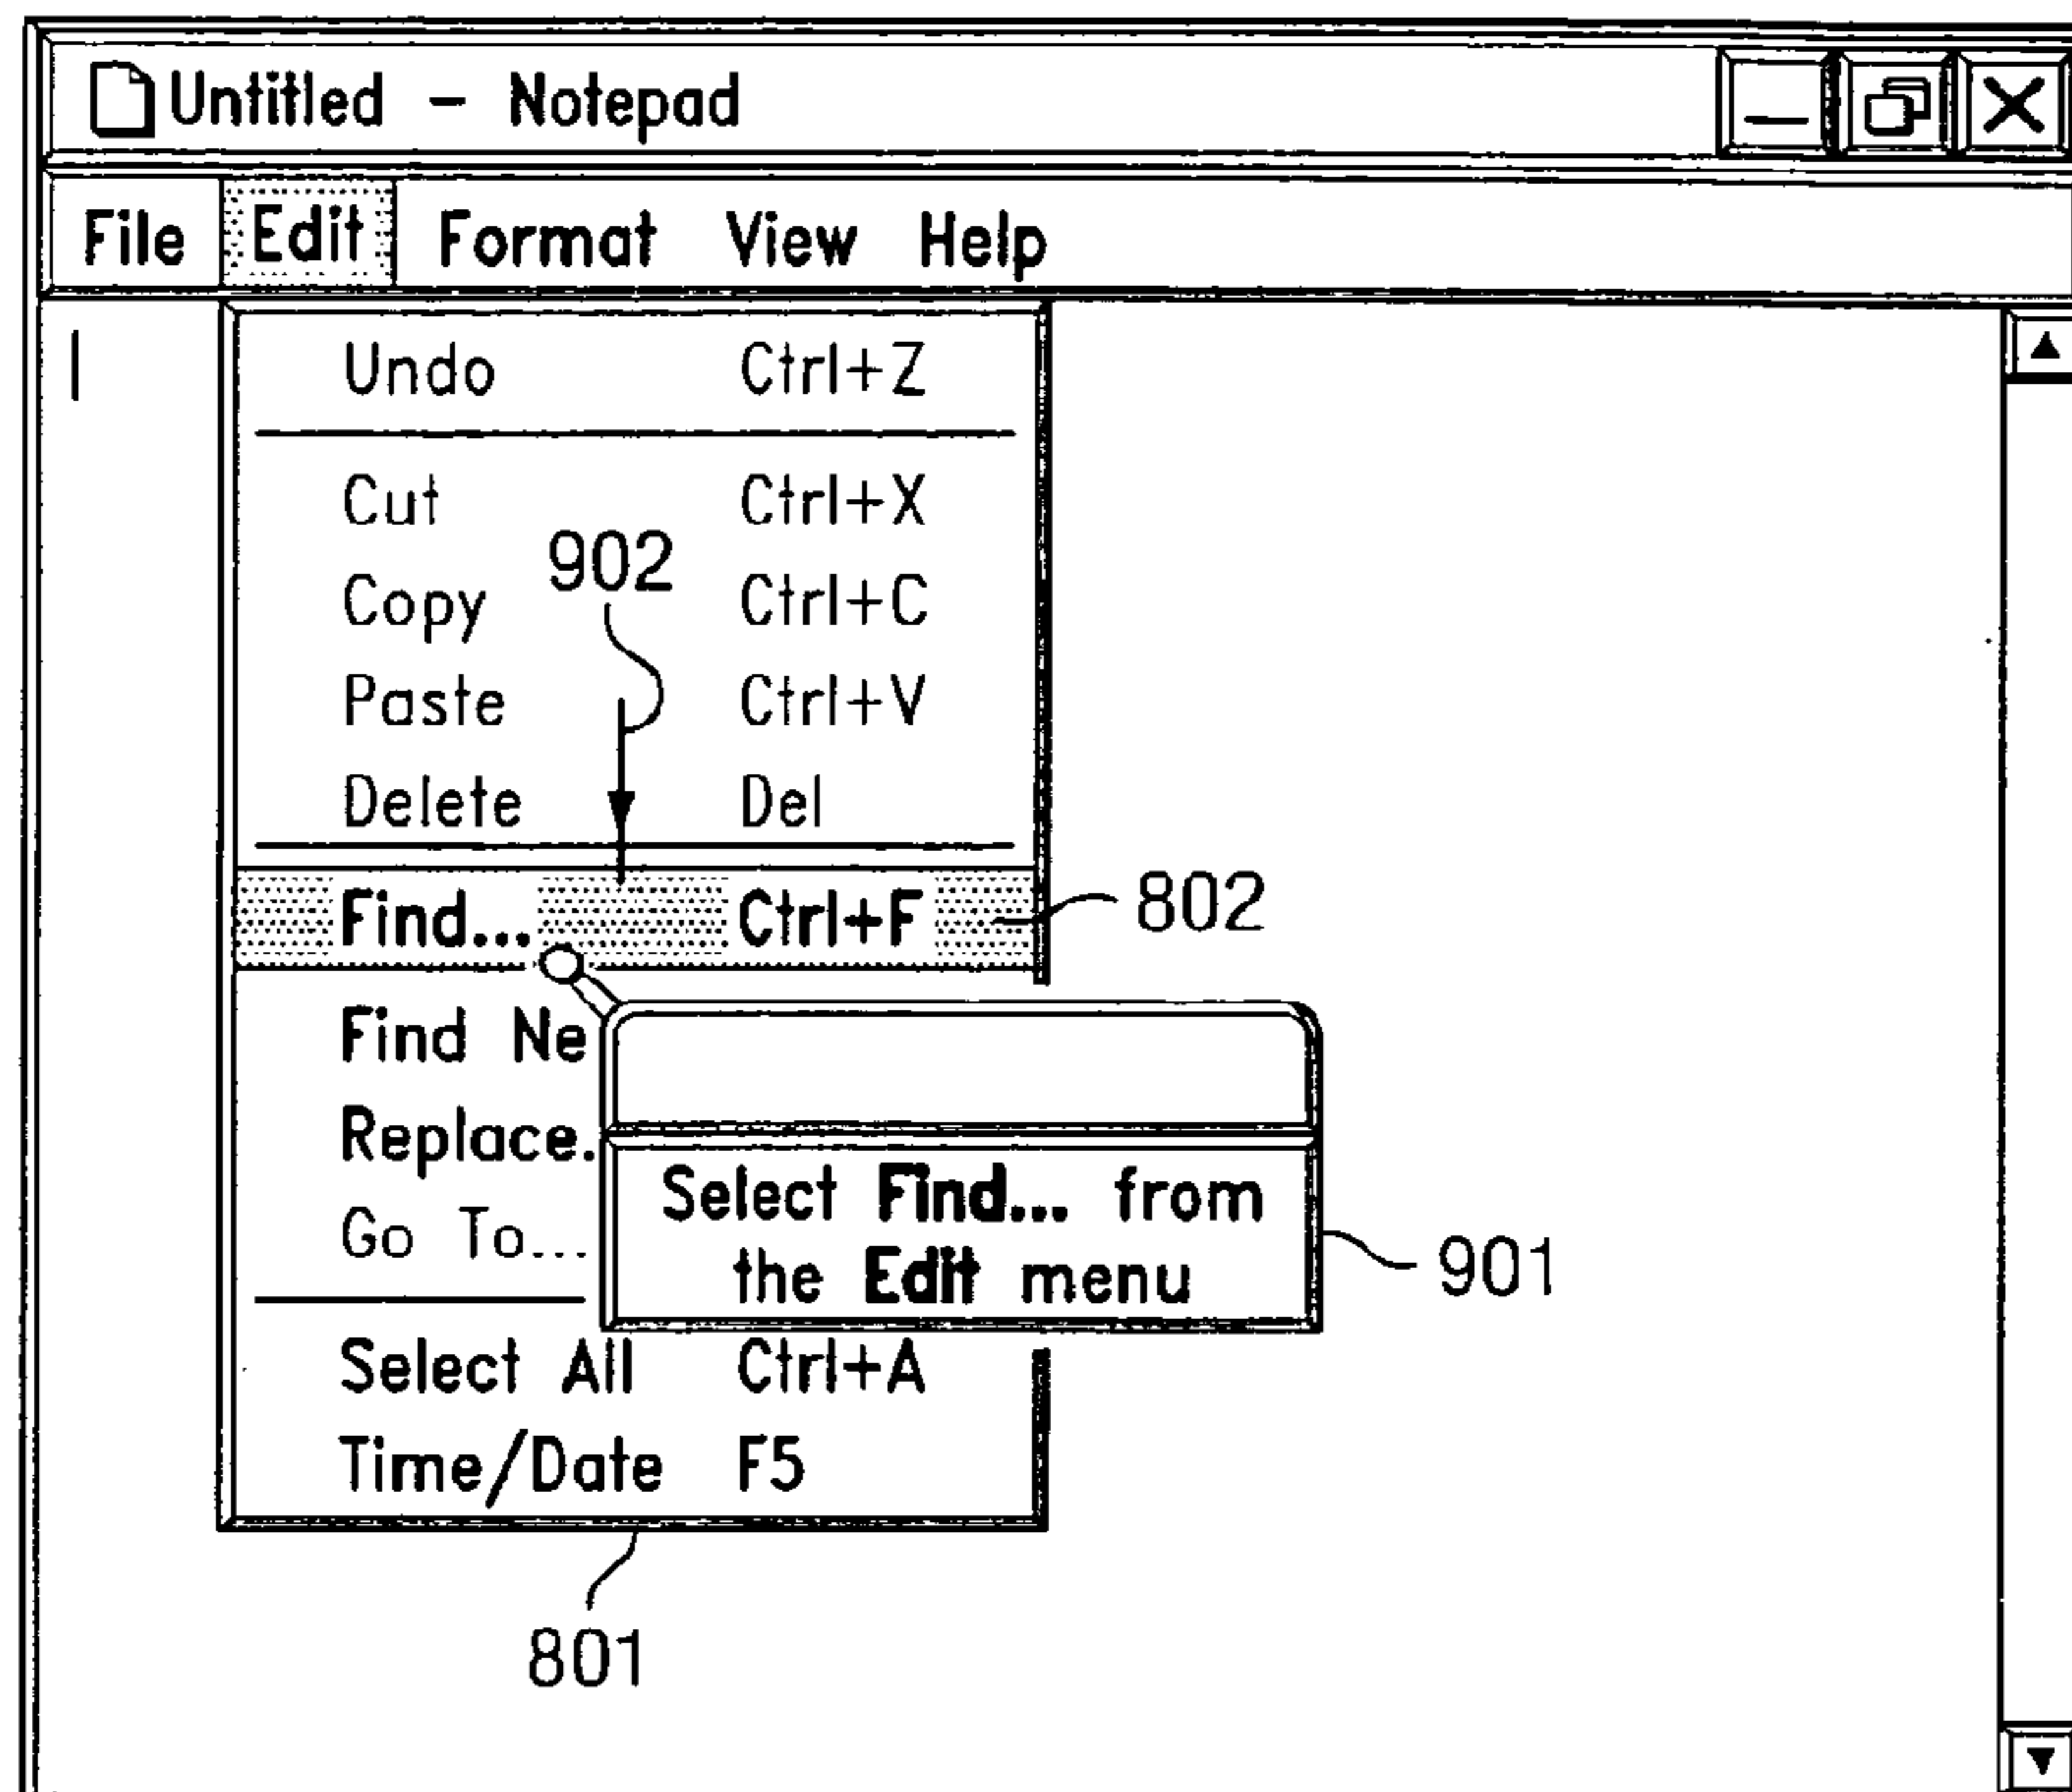 Untitled - Notepad
File Edit Format View Help
Undo Ctrl+Z
Cut Ctrl+X
902
Copy Ctrl+C
Paste Ctrl+V
Delete Del
Find... Ctrl+F
802
Find Ne
Replace.
Select Find... from
Go To...
the Edit menu
901
Select All Ctrl+A
Time/Date F5
801